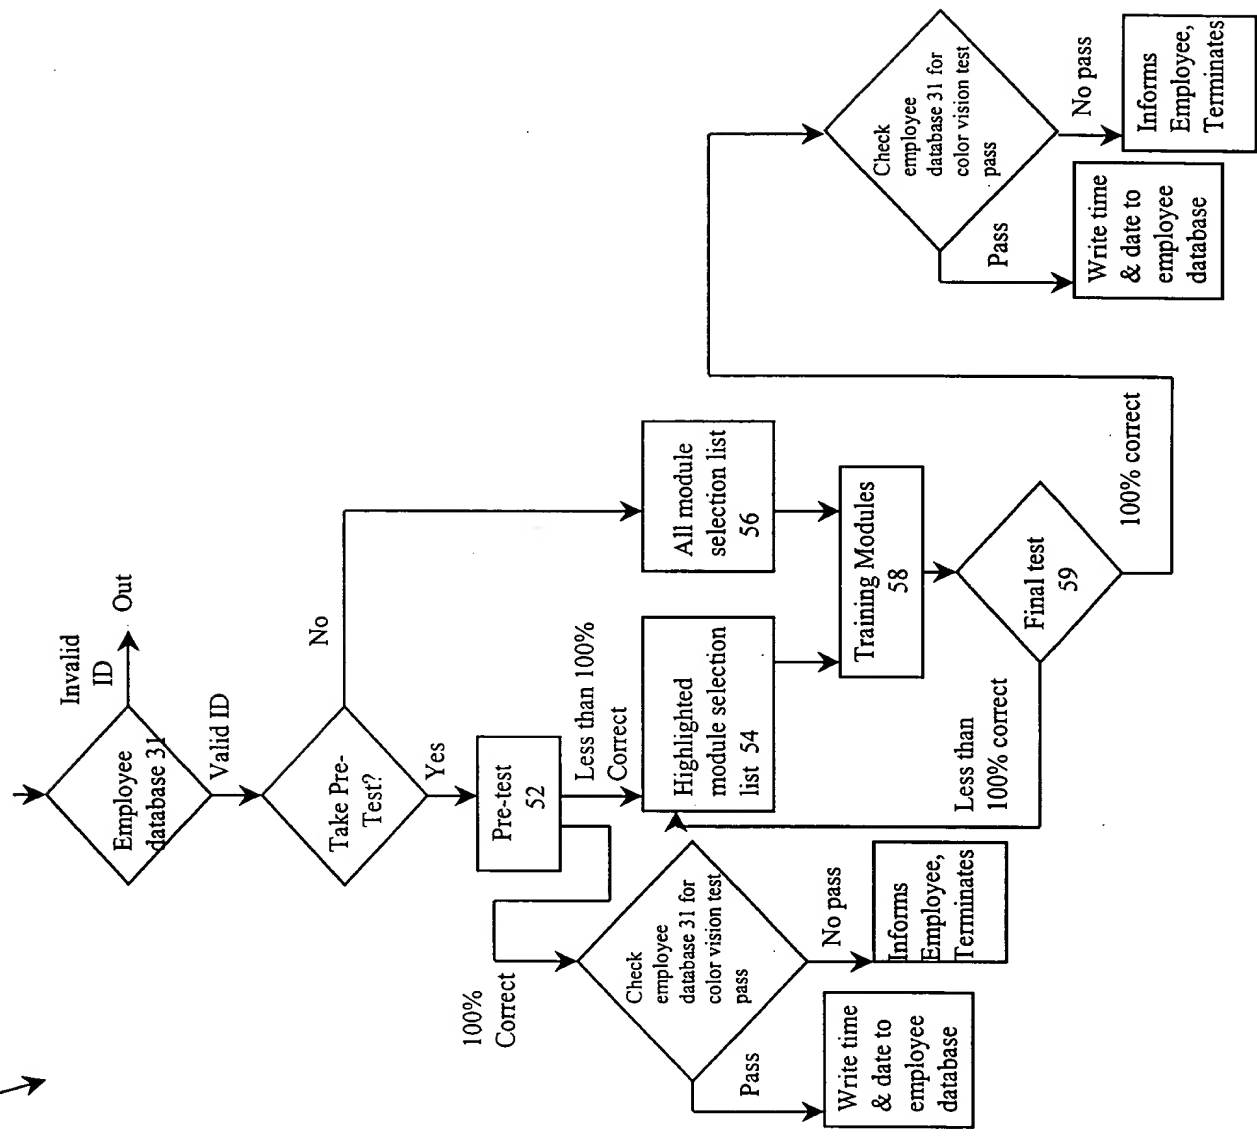 Employee
database 31
Invalid
ID
Out
Valid ID
Take Pre-
Test?
No
Yes
Pre-test
52
100%
Correct
Less than 100%
Correct
Check
employee
database 31 for
color vision test
pass
Pass
No pass
Write time
& date to
employee
database
Informs
Employee,
Terminates
Highlighted
module selection
list 54
All module
selection list
56
Training Modules
58
Final test
59
Less than
100% correct
100% correct
Check
employee
database 31 for
color vision test
pass
Pass
No pass
Write time
& date to
employee
database
Informs
Employee,
Terminates